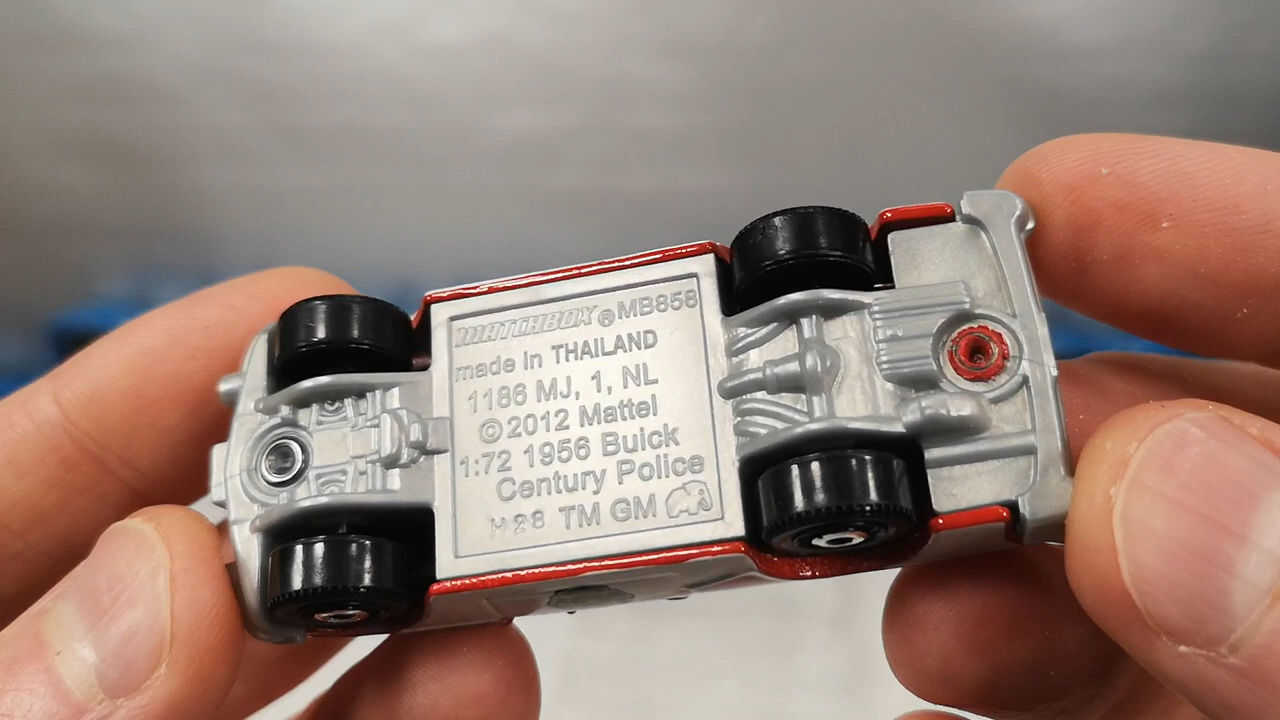 MATCHBOX ® MB858
made in THAILAND
1186 MJ, 1, NL
©2012 Mattel
1:72 1956 Buick
Century Police
H28 TM GM